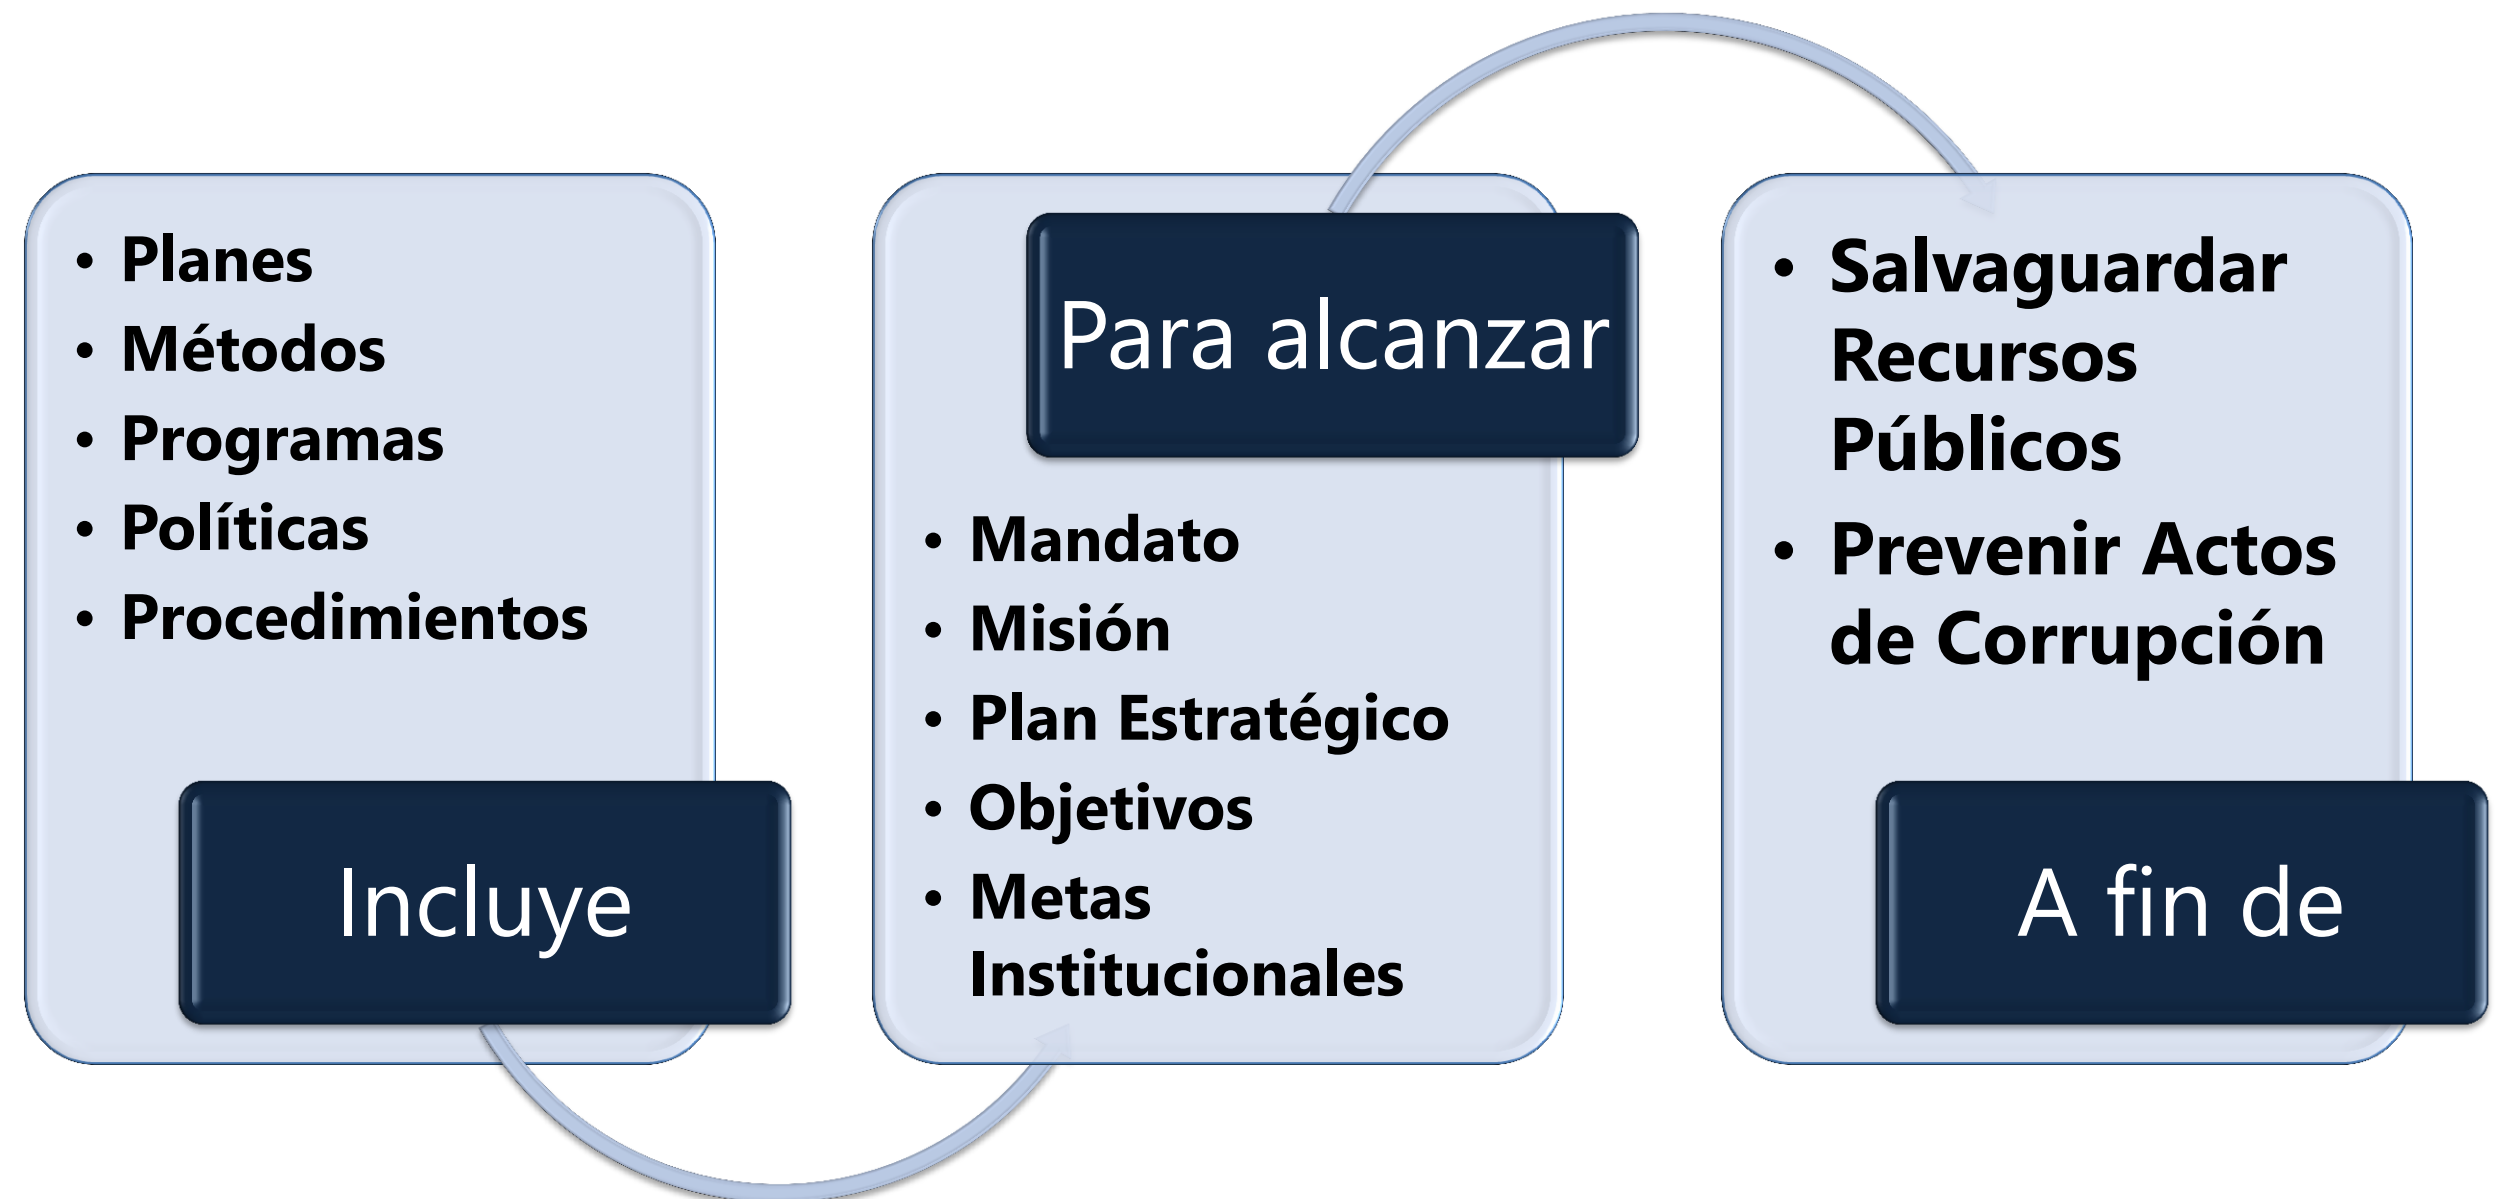 • Planes
• Métodos
• Programas
• Políticas
• Procedimientos
Incluye
Para alcanzar
• Mandato
• Misión
• Plan Estratégico
• Objetivos
• Metas
Institucionales
• Salvaguardar
Recursos
Públicos
• Prevenir Actos
de Corrupción
A fin de